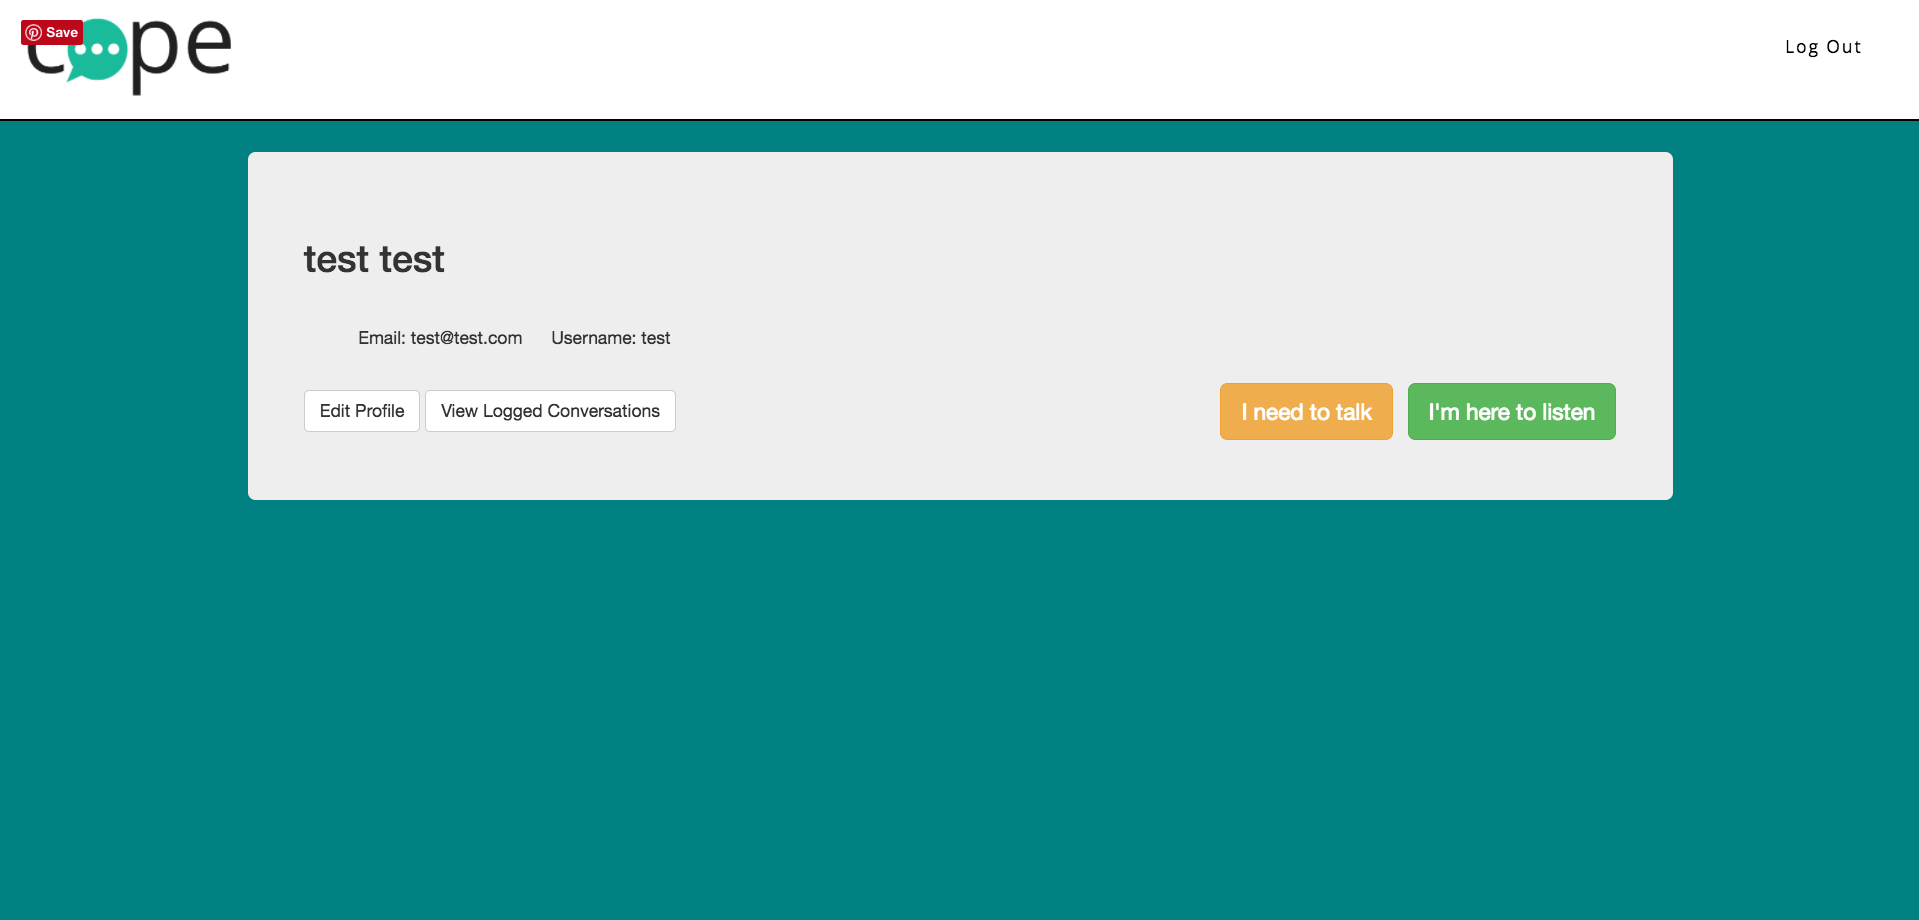 Save
cope
Log Out
test test
Email: test@test.com Username: test
Edit Profile View Logged Conversations I need to talk I'm here to listen